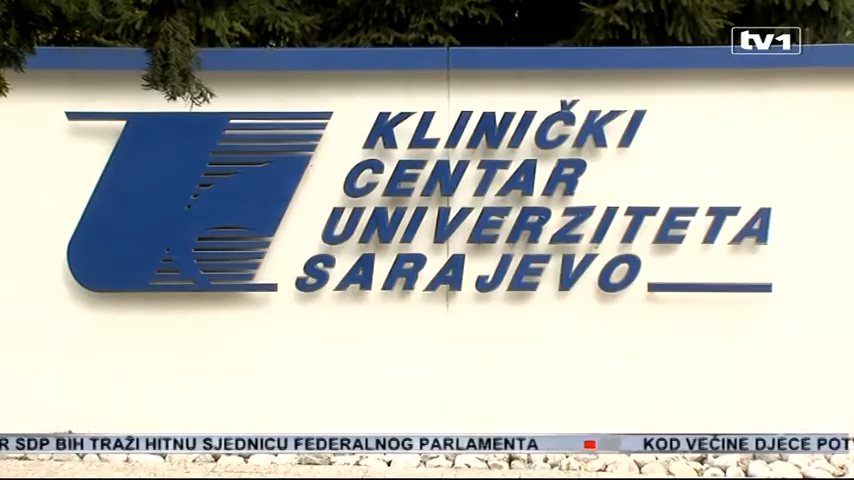 tv1
KLINIČKI
CENTAR
UNIVERZITETA
SARAJEVO
SDP BIH TRAŽI HITNU SJEDNICU FEDERALNOG PARLAMENTA
KOD VEĆINE DJECE